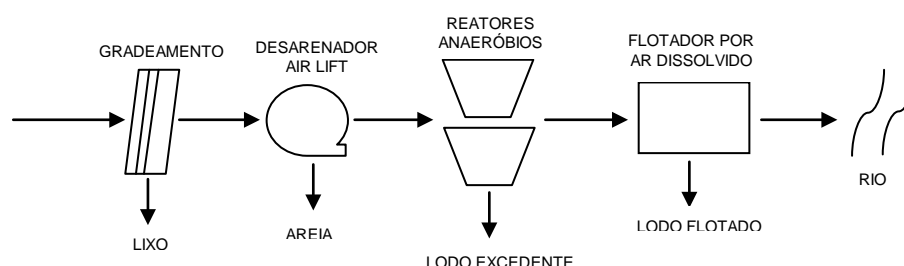 GRADEAMENTO
DESARENADOR
AIR LIFT
REATORES
ANAERÓBIOS
FLOTADOR POR
AR DISSOLVIDO
LIXO
AREIA
LODO EXCEDENTE
LODO FLOTADO
RIO